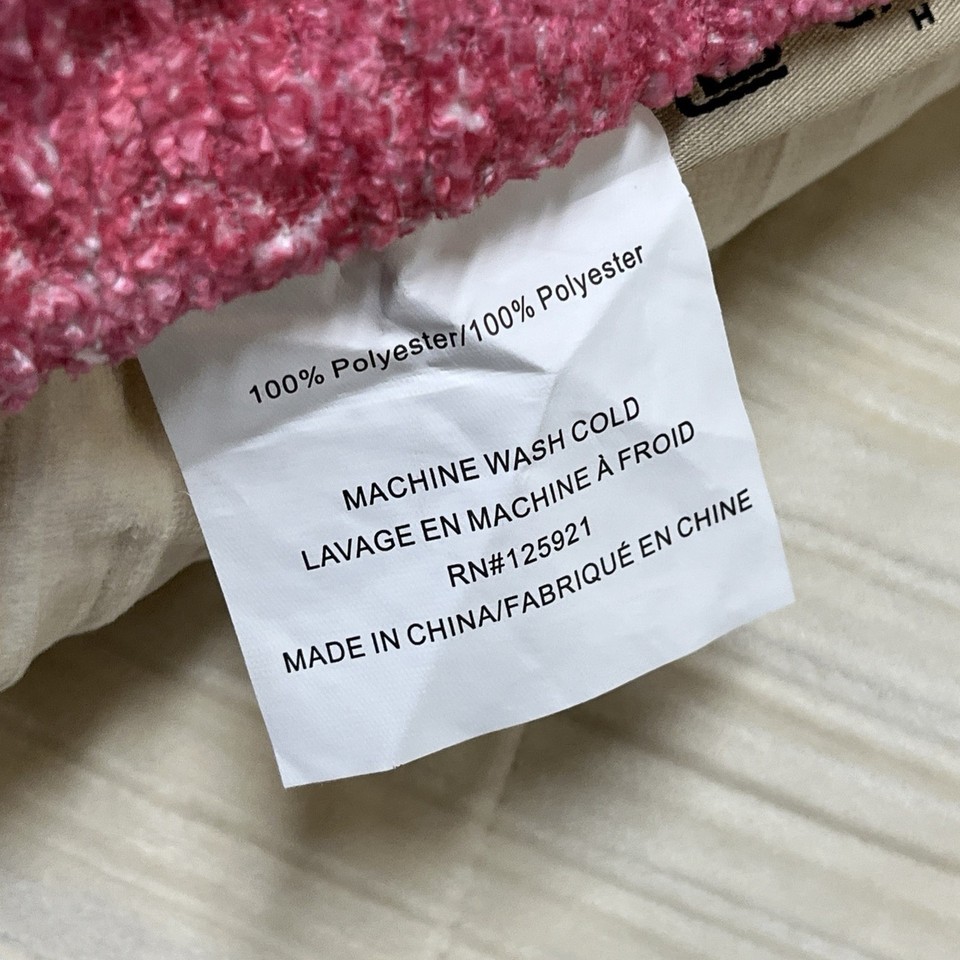 H
100% Polyester/100% Polyester
MACHINE WASH COLD
LAVAGE EN MACHINE À FROID
RN#125921
MADE IN CHINA/FABRIQUÉ EN CHINE